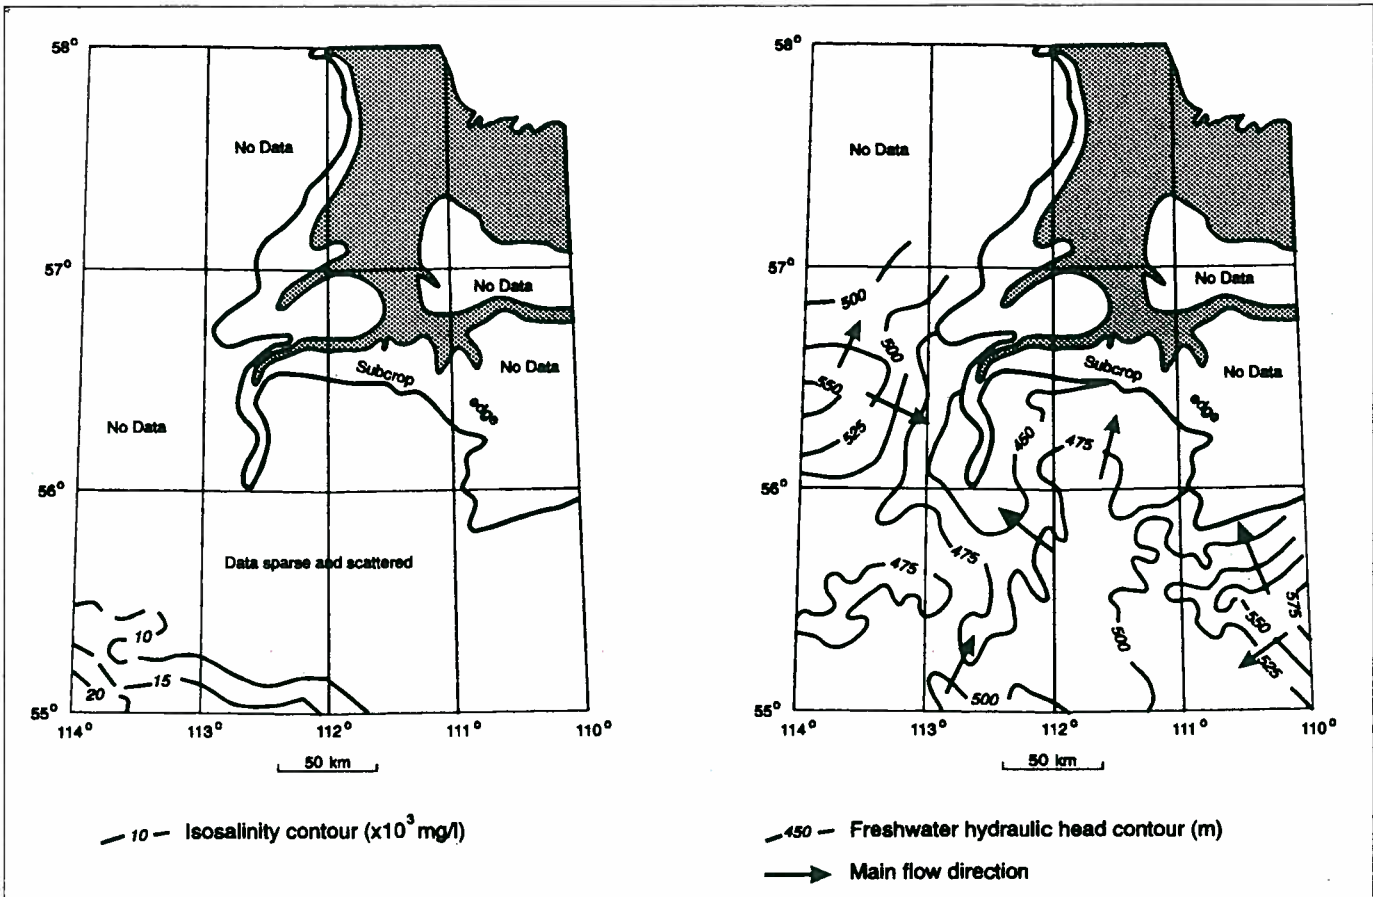 58°
No Data
57°
No Data
Subcrop
No Data
edge
No Data
56°
Data sparse and scattered
10
15
20
55°
114°
113°
112°
111°
110°
50 km
10 Isosalinity contour (x10³ mg/l)
58°
No Data
57°
500
No Data
500
550
Subcrop
No Data
edge
525
450
475
56°
475
475
575
550
500
525
500
55°
114°
113°
112°
111°
110°
50 km
450 Freshwater hydraulic head contour (m)
Main flow direction